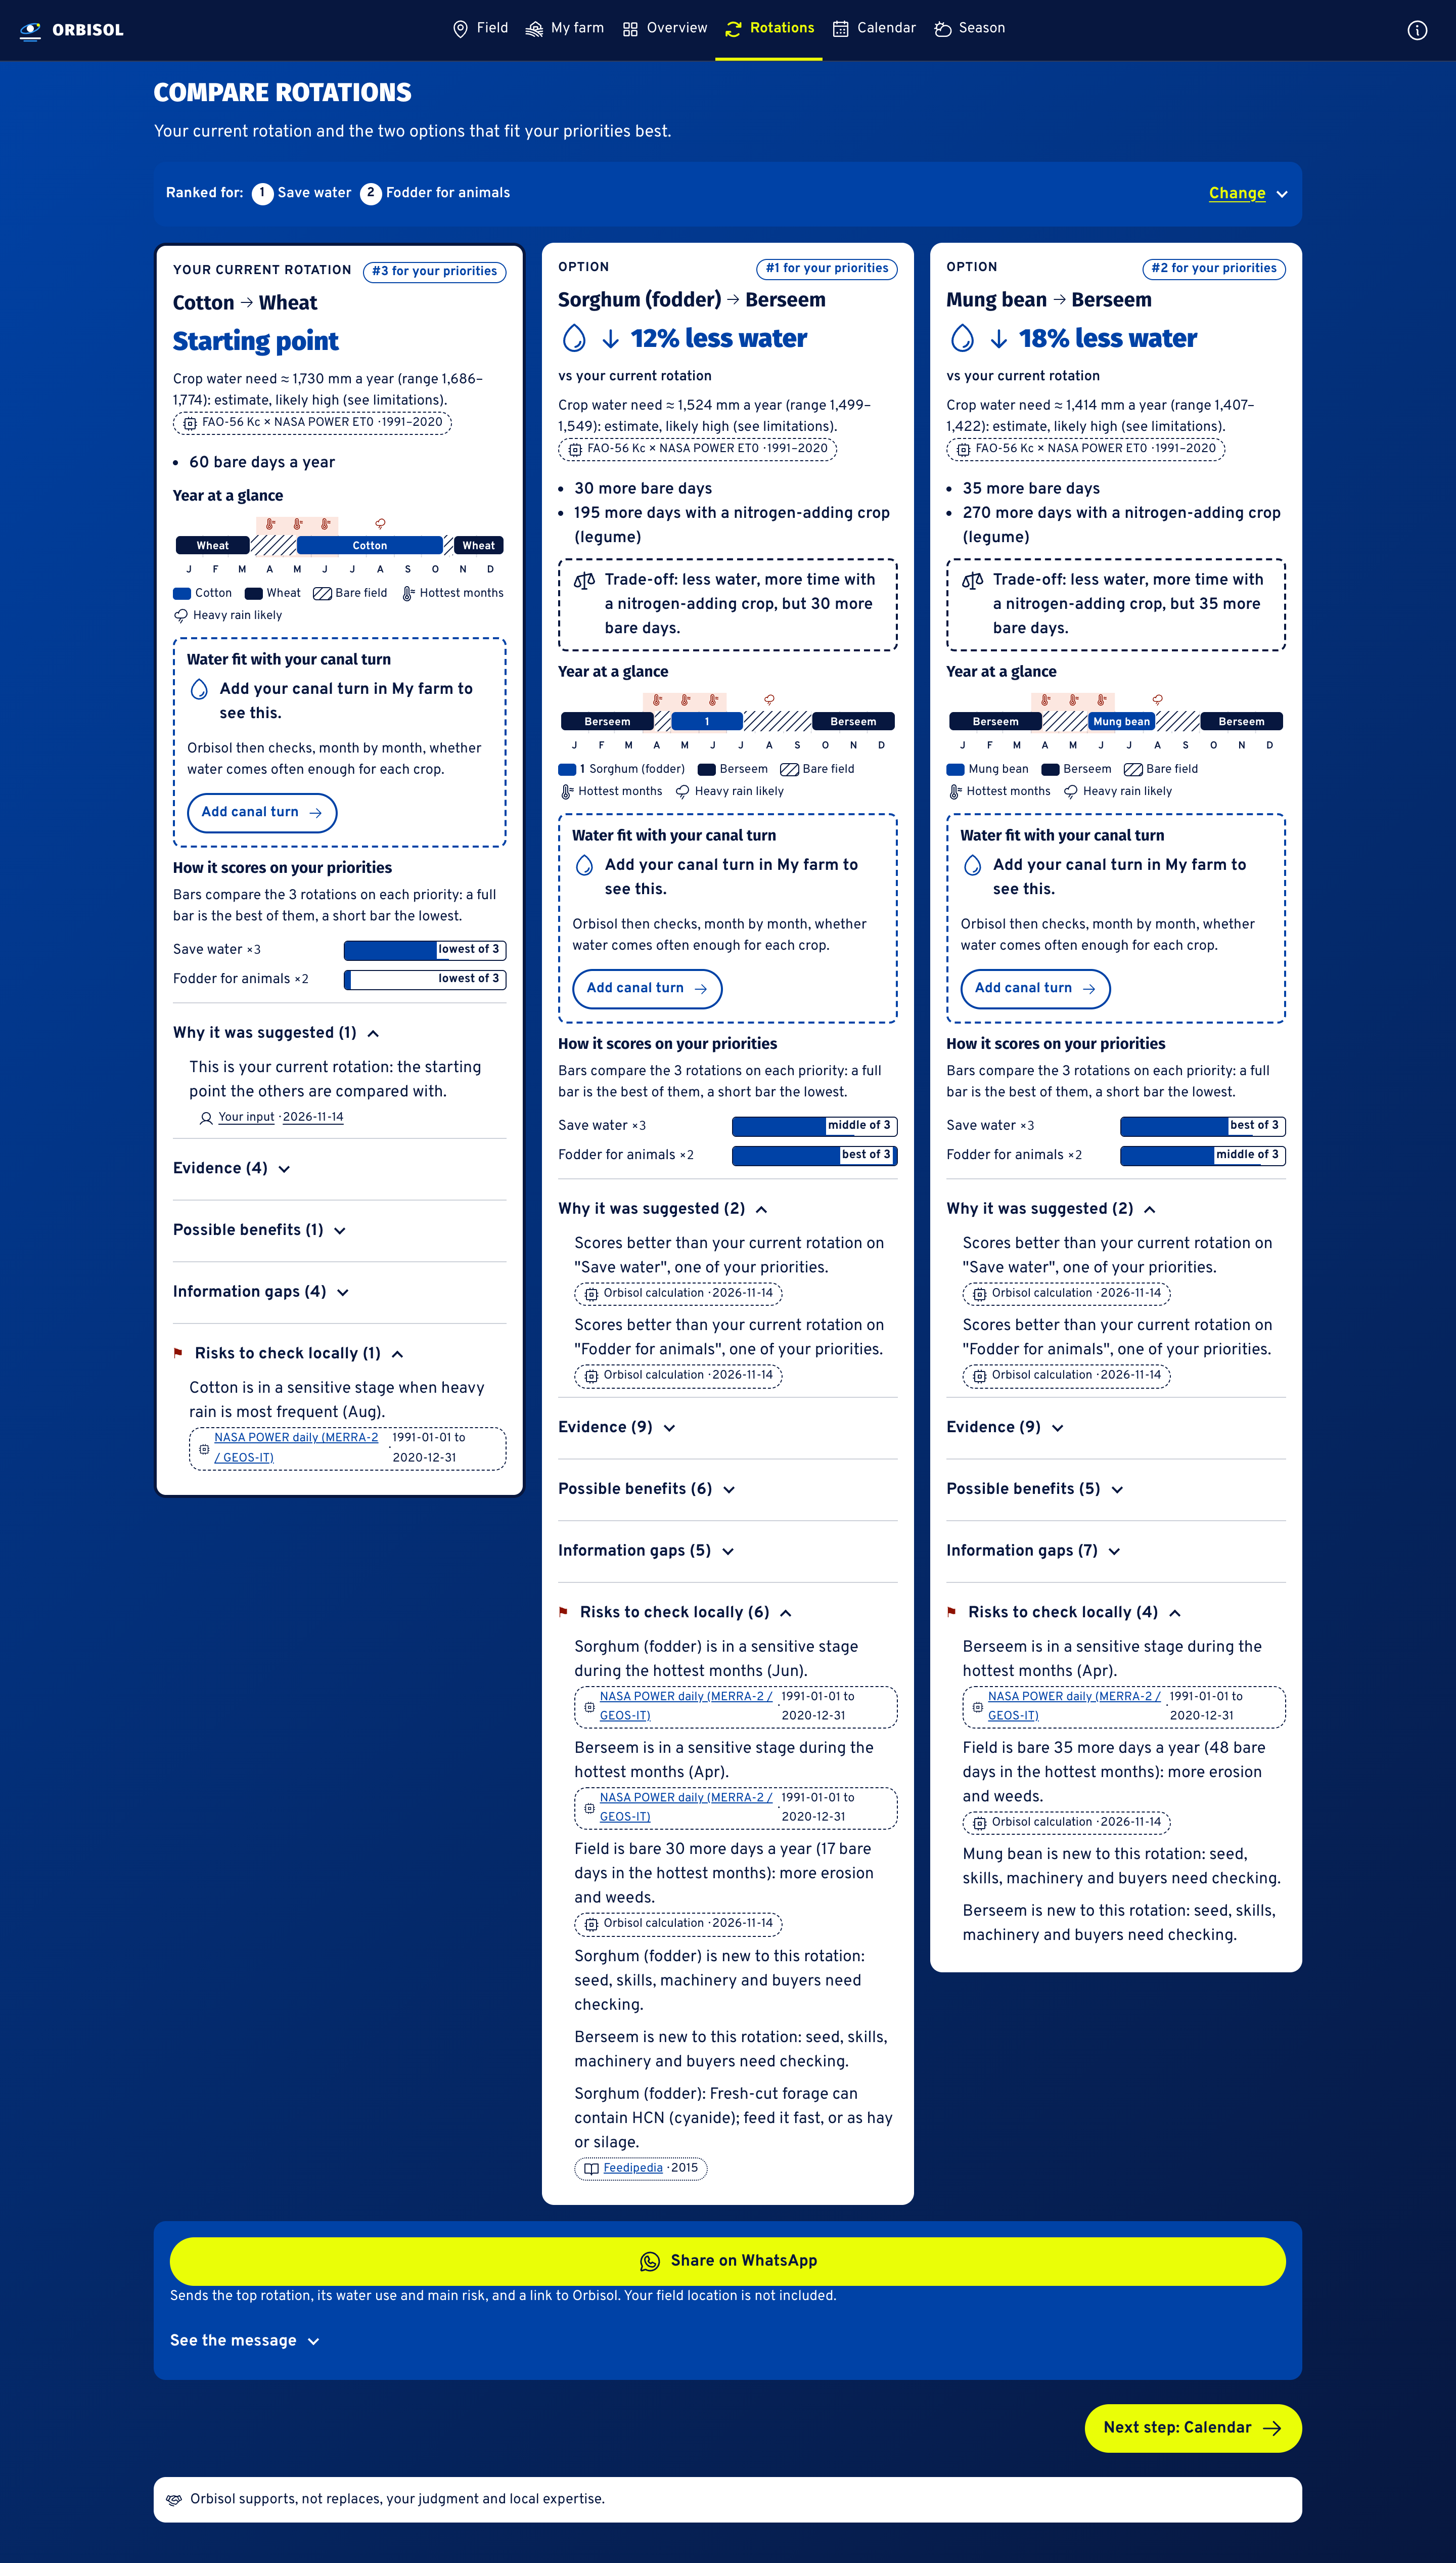 ORBISOL
Field
My farm
Overview
Rotations
Calendar
Season
COMPARE ROTATIONS
Your current rotation and the two options that fit your priorities best.
Ranked for: 1 Save water 2 Fodder for animals
Change
YOUR CURRENT ROTATION
#3 for your priorities
Cotton → Wheat
Starting point
Crop water need ≈ 1,730 mm a year (range 1,686–
1,774): estimate, likely high (see limitations).
FAO-56 Kc × NASA POWER ET0 · 1991–2020
• 60 bare days a year
Year at a glance
Wheat
Cotton
Wheat
J F M A M J J A S O N D
Cotton Wheat Bare field Hottest months
Heavy rain likely
Water fit with your canal turn
Add your canal turn in My farm to
see this.
Orbisol then checks, month by month, whether
water comes often enough for each crop.
Add canal turn →
How it scores on your priorities
Bars compare the 3 rotations on each priority: a full
bar is the best of them, a short bar the lowest.
Save water ×3 lowest of 3
Fodder for animals ×2 lowest of 3
Why it was suggested (1)
This is your current rotation: the starting
point the others are compared with.
Your input · 2026-11-14
Evidence (4)
Possible benefits (1)
Information gaps (4)
Risks to check locally (1)
Cotton is in a sensitive stage when heavy
rain is most frequent (Aug).
NASA POWER daily (MERRA-2
/ GEOS-IT) · 1991-01-01 to
2020-12-31
OPTION
#1 for your priorities
Sorghum (fodder) → Berseem
↓ 12% less water
vs your current rotation
Crop water need ≈ 1,524 mm a year (range 1,499–
1,549): estimate, likely high (see limitations).
FAO-56 Kc × NASA POWER ET0 · 1991–2020
• 30 more bare days
• 195 more days with a nitrogen-adding crop
(legume)
Trade-off: less water, more time with
a nitrogen-adding crop, but 30 more
bare days.
Year at a glance
Berseem
1
Berseem
J F M A M J J A S O N D
1 Sorghum (fodder) Berseem Bare field
Hottest months Heavy rain likely
Water fit with your canal turn
Add your canal turn in My farm to
see this.
Orbisol then checks, month by month, whether
water comes often enough for each crop.
Add canal turn →
How it scores on your priorities
Bars compare the 3 rotations on each priority: a full
bar is the best of them, a short bar the lowest.
Save water ×3 middle of 3
Fodder for animals ×2 best of 3
Why it was suggested (2)
Scores better than your current rotation on
"Save water", one of your priorities.
Orbisol calculation · 2026-11-14
Scores better than your current rotation on
"Fodder for animals", one of your priorities.
Orbisol calculation · 2026-11-14
Evidence (9)
Possible benefits (6)
Information gaps (5)
Risks to check locally (6)
Sorghum (fodder) is in a sensitive stage
during the hottest months (Jun).
NASA POWER daily (MERRA-2 /
GEOS-IT) · 1991-01-01 to
2020-12-31
Berseem is in a sensitive stage during the
hottest months (Apr).
NASA POWER daily (MERRA-2 /
GEOS-IT) · 1991-01-01 to
2020-12-31
Field is bare 30 more days a year (17 bare
days in the hottest months): more erosion
and weeds.
Orbisol calculation · 2026-11-14
Sorghum (fodder) is new to this rotation:
seed, skills, machinery and buyers need
checking.
Berseem is new to this rotation: seed, skills,
machinery and buyers need checking.
Sorghum (fodder): Fresh-cut forage can
contain HCN (cyanide); feed it fast, or as hay
or silage.
Feedipedia · 2015
OPTION
#2 for your priorities
Mung bean → Berseem
↓ 18% less water
vs your current rotation
Crop water need ≈ 1,414 mm a year (range 1,407–
1,422): estimate, likely high (see limitations).
FAO-56 Kc × NASA POWER ET0 · 1991–2020
• 35 more bare days
• 270 more days with a nitrogen-adding crop
(legume)
Trade-off: less water, more time with
a nitrogen-adding crop, but 35 more
bare days.
Year at a glance
Berseem
Mung bean
Berseem
J F M A M J J A S O N D
Mung bean Berseem Bare field
Hottest months Heavy rain likely
Water fit with your canal turn
Add your canal turn in My farm to
see this.
Orbisol then checks, month by month, whether
water comes often enough for each crop.
Add canal turn →
How it scores on your priorities
Bars compare the 3 rotations on each priority: a full
bar is the best of them, a short bar the lowest.
Save water ×3 best of 3
Fodder for animals ×2 middle of 3
Why it was suggested (2)
Scores better than your current rotation on
"Save water", one of your priorities.
Orbisol calculation · 2026-11-14
Scores better than your current rotation on
"Fodder for animals", one of your priorities.
Orbisol calculation · 2026-11-14
Evidence (9)
Possible benefits (5)
Information gaps (7)
Risks to check locally (4)
Berseem is in a sensitive stage during the
hottest months (Apr).
NASA POWER daily (MERRA-2 /
GEOS-IT) · 1991-01-01 to
2020-12-31
Field is bare 35 more days a year (48 bare
days in the hottest months): more erosion
and weeds.
Orbisol calculation · 2026-11-14
Mung bean is new to this rotation: seed,
skills, machinery and buyers need checking.
Berseem is new to this rotation: seed, skills,
machinery and buyers need checking.
Share on WhatsApp
Sends the top rotation, its water use and main risk, and a link to Orbisol. Your field location is not included.
See the message
Next step: Calendar →
Orbisol supports, not replaces, your judgment and local expertise.